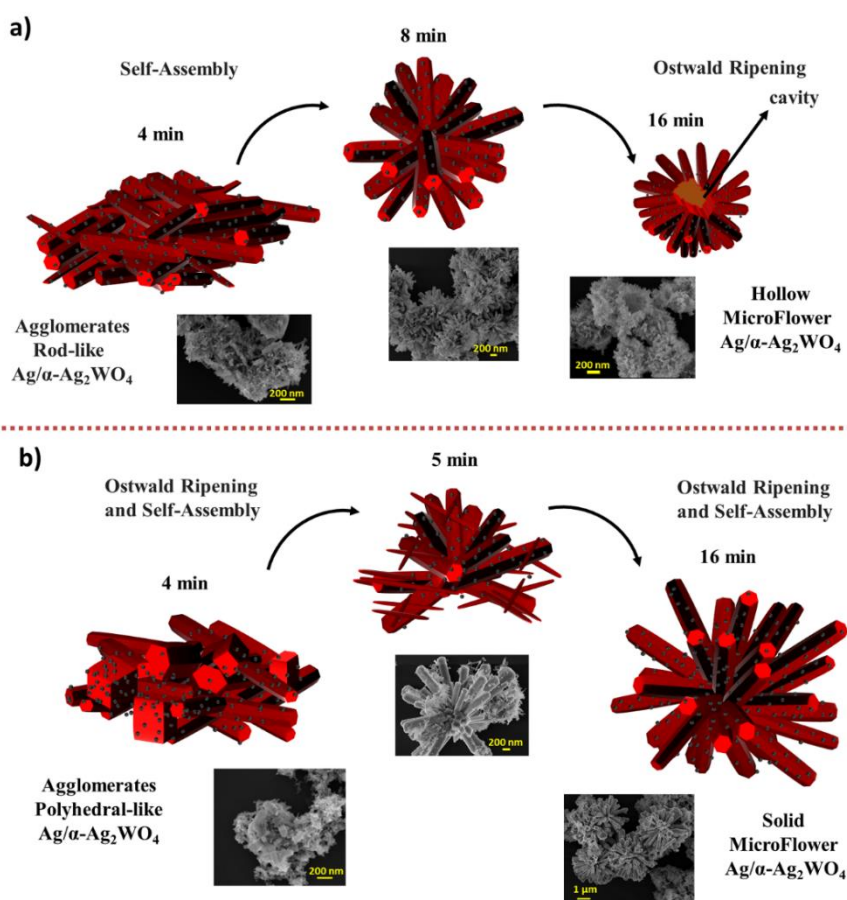 a)
8 min
Self-Assembly
Ostwald Ripening
cavity
4 min
16 min
Agglomerates
Rod-like
Ag/α-Ag₂WO₄
200 nm
200 nm
200 nm
Hollow
MicroFlower
Ag/α-Ag₂WO₄
b)
5 min
Ostwald Ripening
and Self-Assembly
Ostwald Ripening
and Self-Assembly
4 min
16 min
200 nm
Agglomerates
Polyhedral-like
Ag/α-Ag₂WO₄
200 nm
1 µm
Solid
MicroFlower
Ag/α-Ag₂WO₄